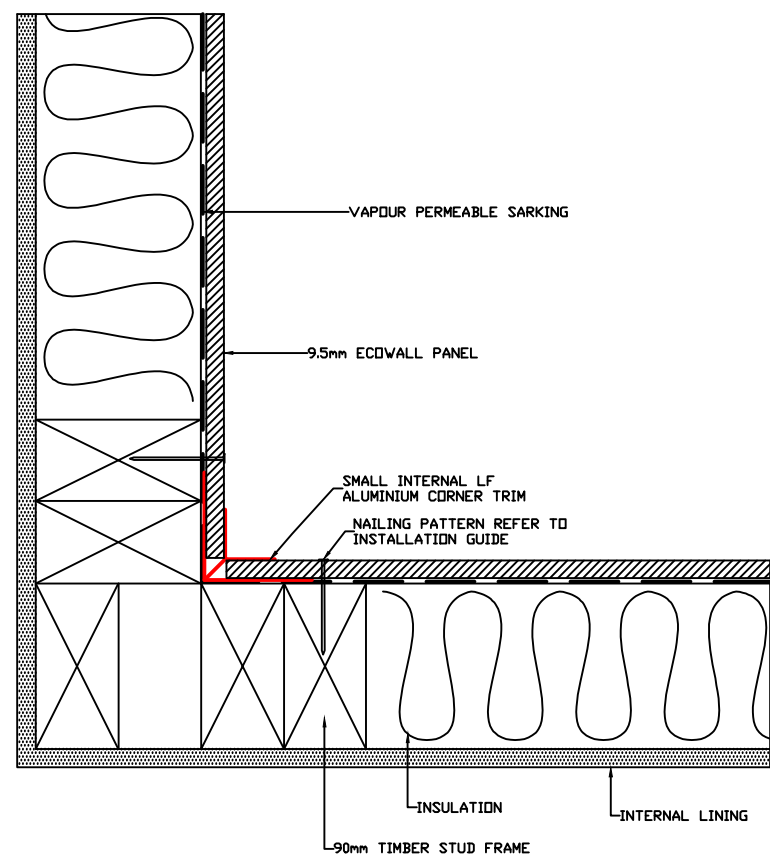 VAPOUR PERMEABLE SARKING
9.5mm ECOWALL PANEL
SMALL INTERNAL LF
ALUMINIUM CORNER TRIM
NAILING PATTERN REFER TO
INSTALLATION GUIDE
INSULATION
INTERNAL LINING
90mm TIMBER STUD FRAME